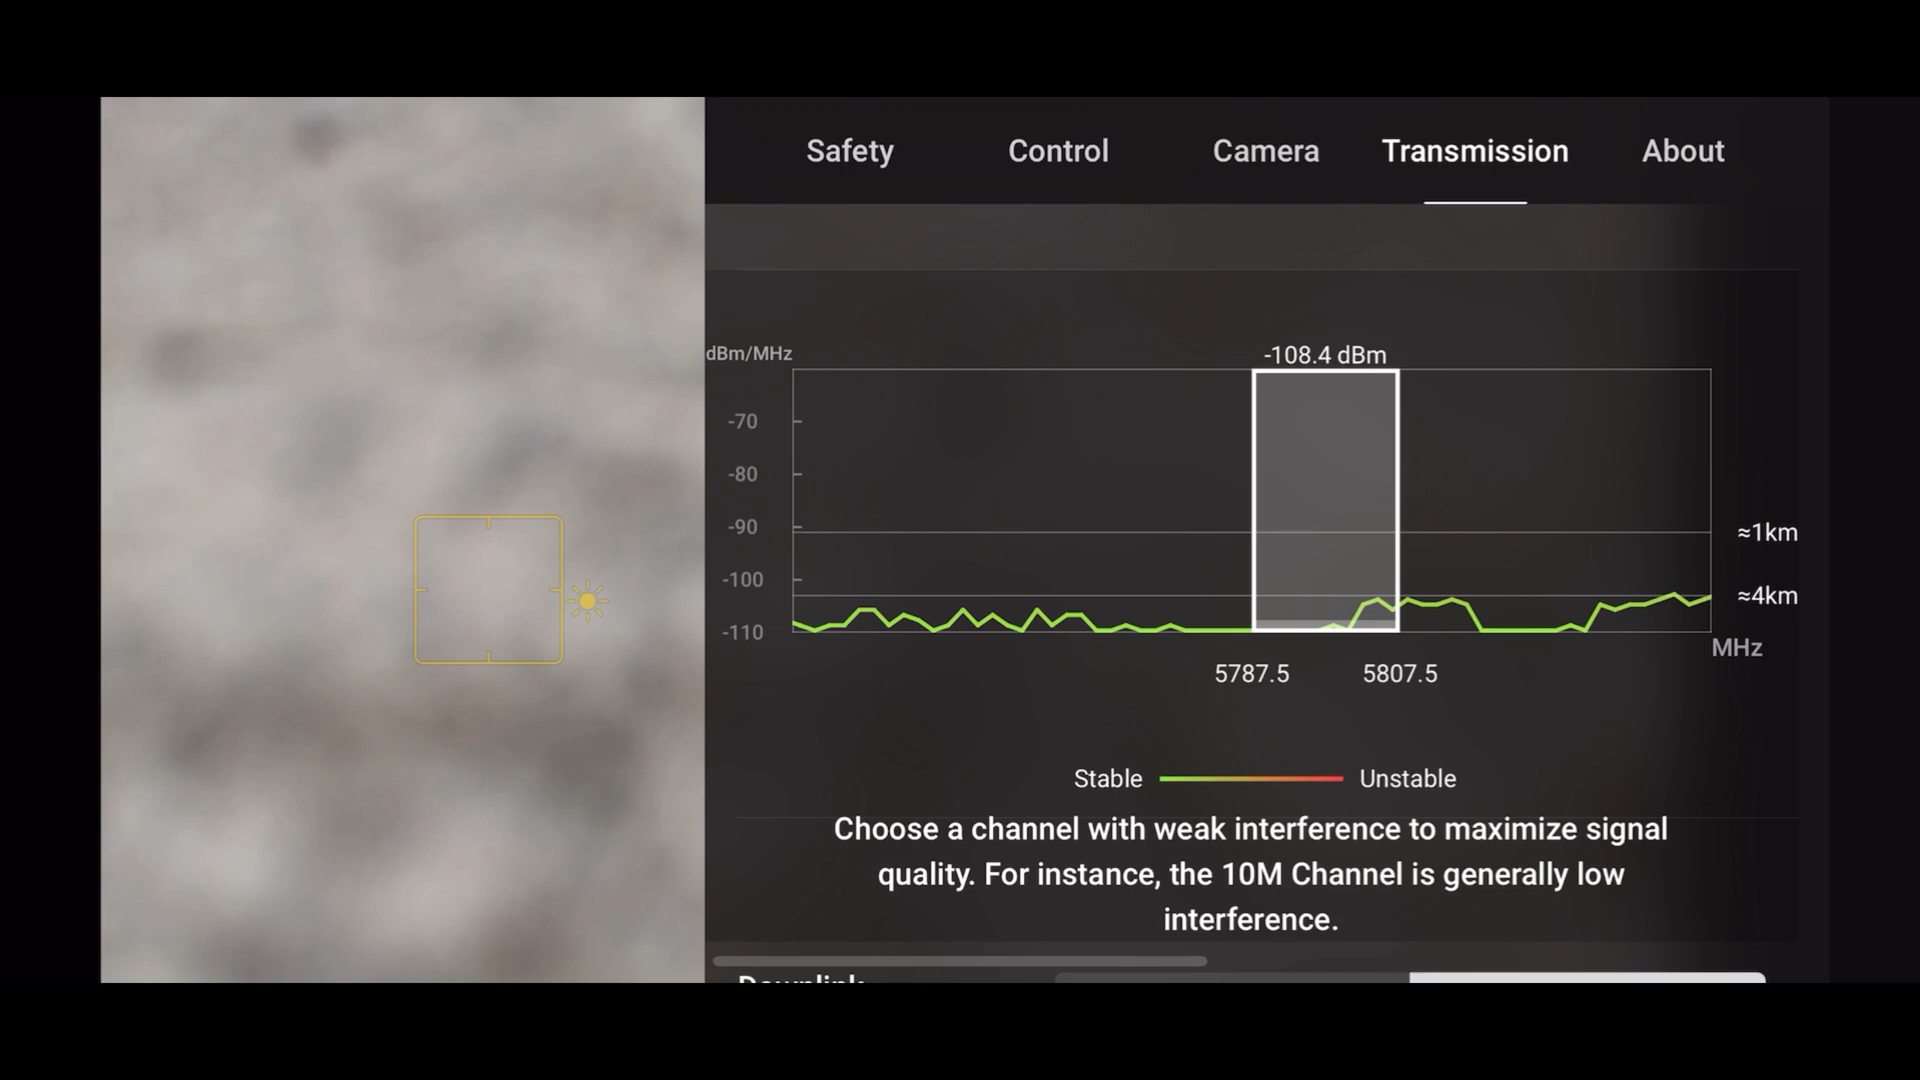 Safety Control Camera Transmission About
dBm/MHz
-108.4 dBm
-70
-80
-90
≈1km
-100
≈4km
-110
MHz
5787.5 5807.5
Stable Unstable
Choose a channel with weak interference to maximize signal
quality. For instance, the 10M Channel is generally low
interference.
Downlink